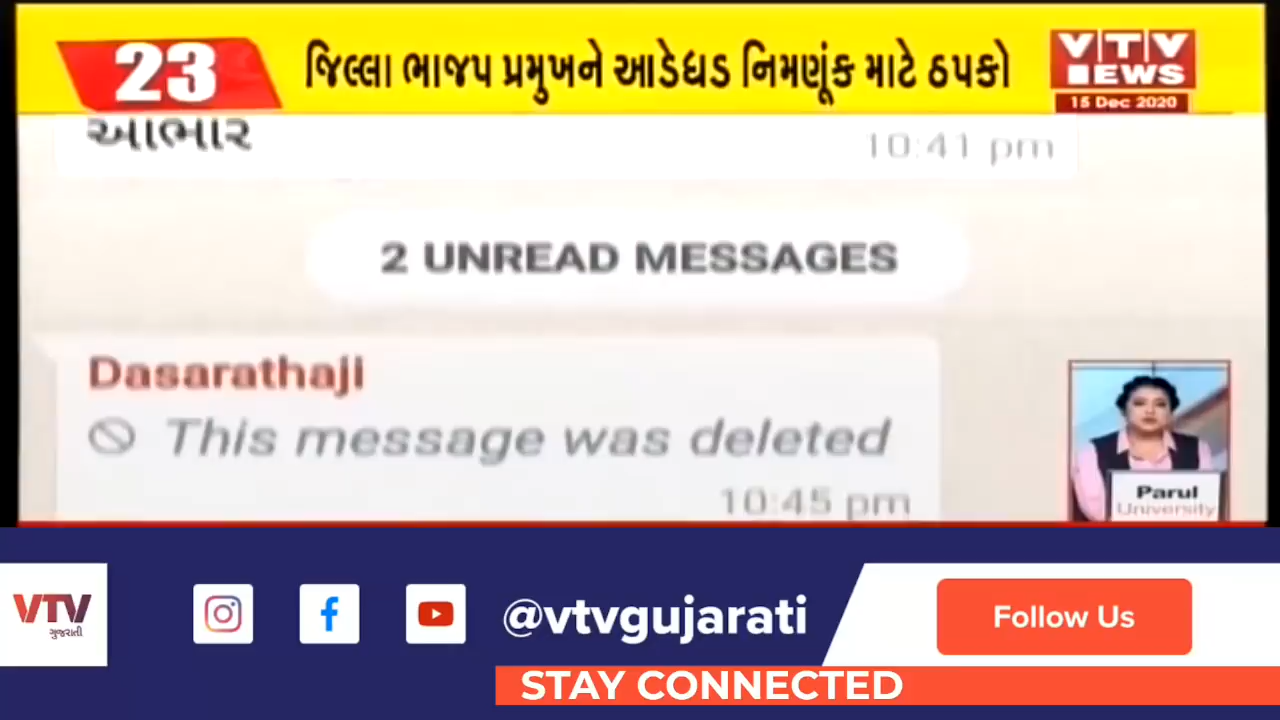 23
જિલ્લા ભાજપ પ્રમુખને આડેધડ નિમણૂંક માટે ઠપકો
VTV
NEWS
15 Dec 2020
આભાર
10:41 pm
2 UNREAD MESSAGES
Dasarathaji
This message was deleted
10:45 pm
Parul
University
VTV
ગુજરાતી
@vtvgujarati
Follow Us
STAY CONNECTED